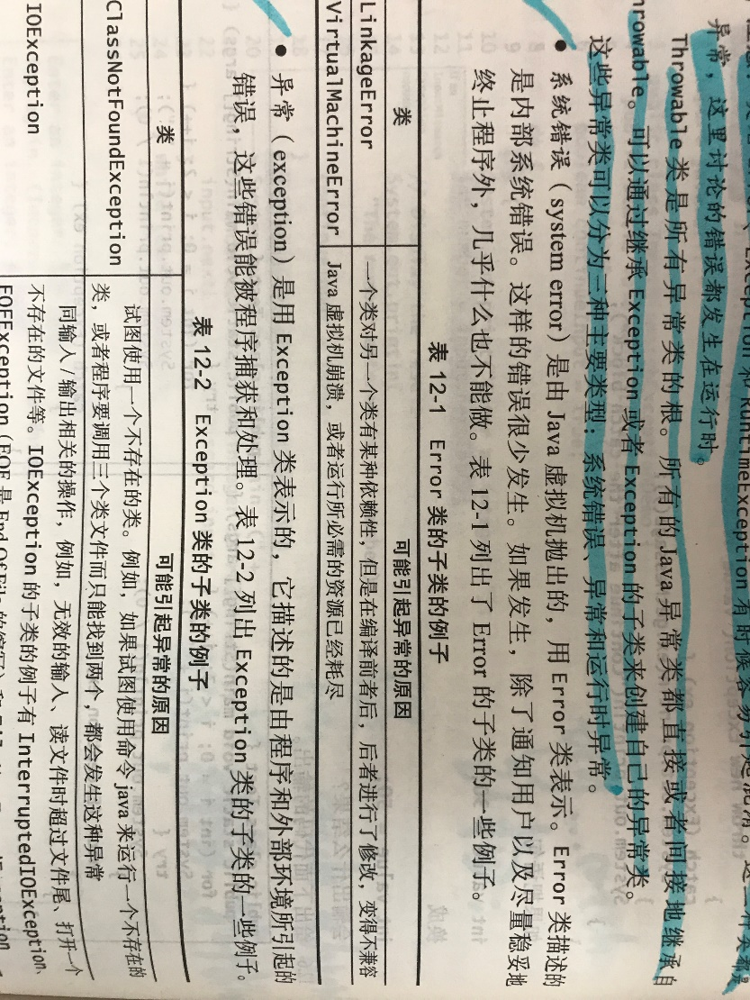 Exception 和 RuntimeException 有时候容易引起混淆。这三种类都是
异常，这里讨论的错误都发生在运行时。
Throwable 类是所有异常类的根。所有的 Java 异常类都直接或者间接地继承自
hrowable。可以通过继承 Exception 或者 Exception 的子类来创建自己的异常类。
这些异常类可以分为三种主要类型：系统错误、异常和运行时异常。
• 系统错误（system error）是由 Java 虚拟机抛出的，用 Error 类表示。Error 类描述的
是内部系统错误。这样的错误很少发生。如果发生，除了通知用户以及尽量稳妥地
终止程序外，几乎什么也不能做。表 12-1 列出了 Error 的子类的一些例子。
表 12-1 Error 类的子类的例子
类 可能引起异常的原因
LinkageError 一个类对另一个类有某种依赖性，但是在编译前者后，后者进行了修改，变得不兼容
VirtualMachineError Java 虚拟机崩溃，或者运行所必需的资源已经耗尽
• 异常（exception）是用 Exception 类表示的，它描述的是由程序和外部环境所引起的
错误，这些错误能被程序捕获和处理。表 12-2 列出 Exception 类的子类的一些例子。
表 12-2 Exception 类的子类的例子
类 可能引起异常的原因
ClassNotFoundException 试图使用一个不存在的类。例如，如果试图使用命令 java 来运行一个不存在的
类，或者程序要调用三个类文件而只能找到两个，都会发生这种异常
IOException 同输入/输出相关的操作，例如，无效的输入、读文件时超过文件尾、打开一个
不存在的文件等。IOException 的子类的例子有 InterruptedIOException、
EOFException（EOF 是 End Of File 的缩写）和